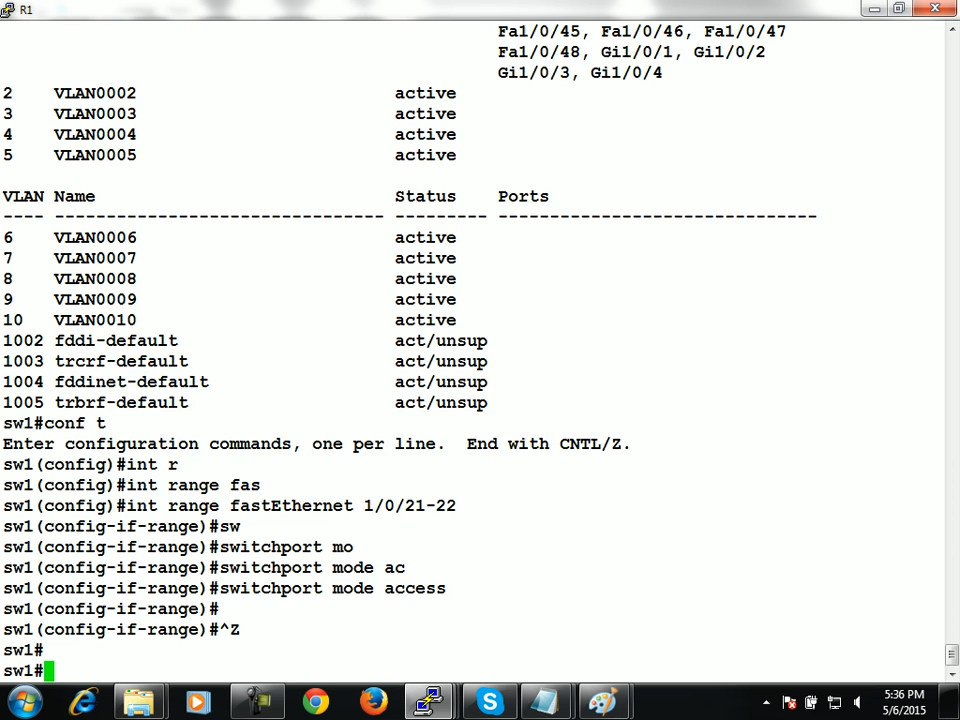 R1
Fa1/0/45, Fa1/0/46, Fa1/0/47
Fa1/0/48, Gi1/0/1, Gi1/0/2
Gi1/0/3, Gi1/0/4
2 VLAN0002 active
3 VLAN0003 active
4 VLAN0004 active
5 VLAN0005 active
VLAN Name Status Ports
---- -------------------------------- --------- -------------------------------
6 VLAN0006 active
7 VLAN0007 active
8 VLAN0008 active
9 VLAN0009 active
10 VLAN0010 active
1002 fddi-default act/unsup
1003 trcrf-default act/unsup
1004 fddinet-default act/unsup
1005 trbrf-default act/unsup
sw1#conf t
Enter configuration commands, one per line.  End with CNTL/Z.
sw1(config)#int r
sw1(config)#int range fas
sw1(config)#int range fastEthernet 1/0/21-22
sw1(config-if-range)#sw
sw1(config-if-range)#switchport mo
sw1(config-if-range)#switchport mode ac
sw1(config-if-range)#switchport mode access
sw1(config-if-range)#
sw1(config-if-range)#^Z
sw1#
sw1#
5:36 PM
5/6/2015